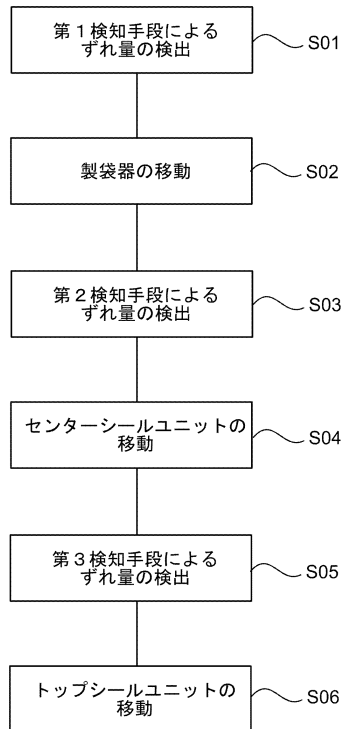 第1検知手段による
ずれ量の検出
S01
製袋器の移動
S02
第2検知手段による
ずれ量の検出
S03
センターシールユニットの
移動
S04
第3検知手段による
ずれ量の検出
S05
トップシールユニットの
移動
S06